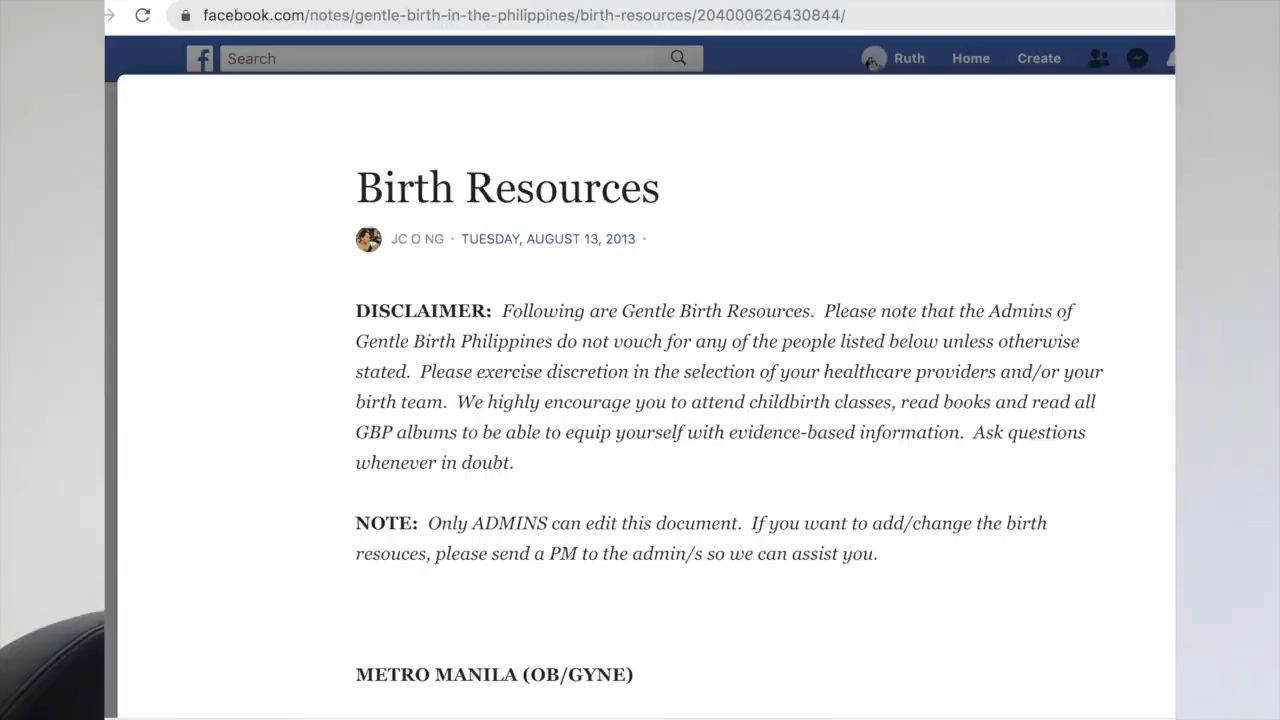 facebook.com/notes/gentle-birth-in-the-philippines/birth-resources/204000626430844/
f Search Ruth Home Create
Birth Resources
JC O NG · TUESDAY, AUGUST 13, 2013 ·
DISCLAIMER: Following are Gentle Birth Resources. Please note that the Admins of
Gentle Birth Philippines do not vouch for any of the people listed below unless otherwise
stated. Please exercise discretion in the selection of your healthcare providers and/or your
birth team. We highly encourage you to attend childbirth classes, read books and read all
GBP albums to be able to equip yourself with evidence-based information. Ask questions
whenever in doubt.
NOTE: Only ADMINS can edit this document. If you want to add/change the birth
resouces, please send a PM to the admin/s so we can assist you.
METRO MANILA (OB/GYNE)